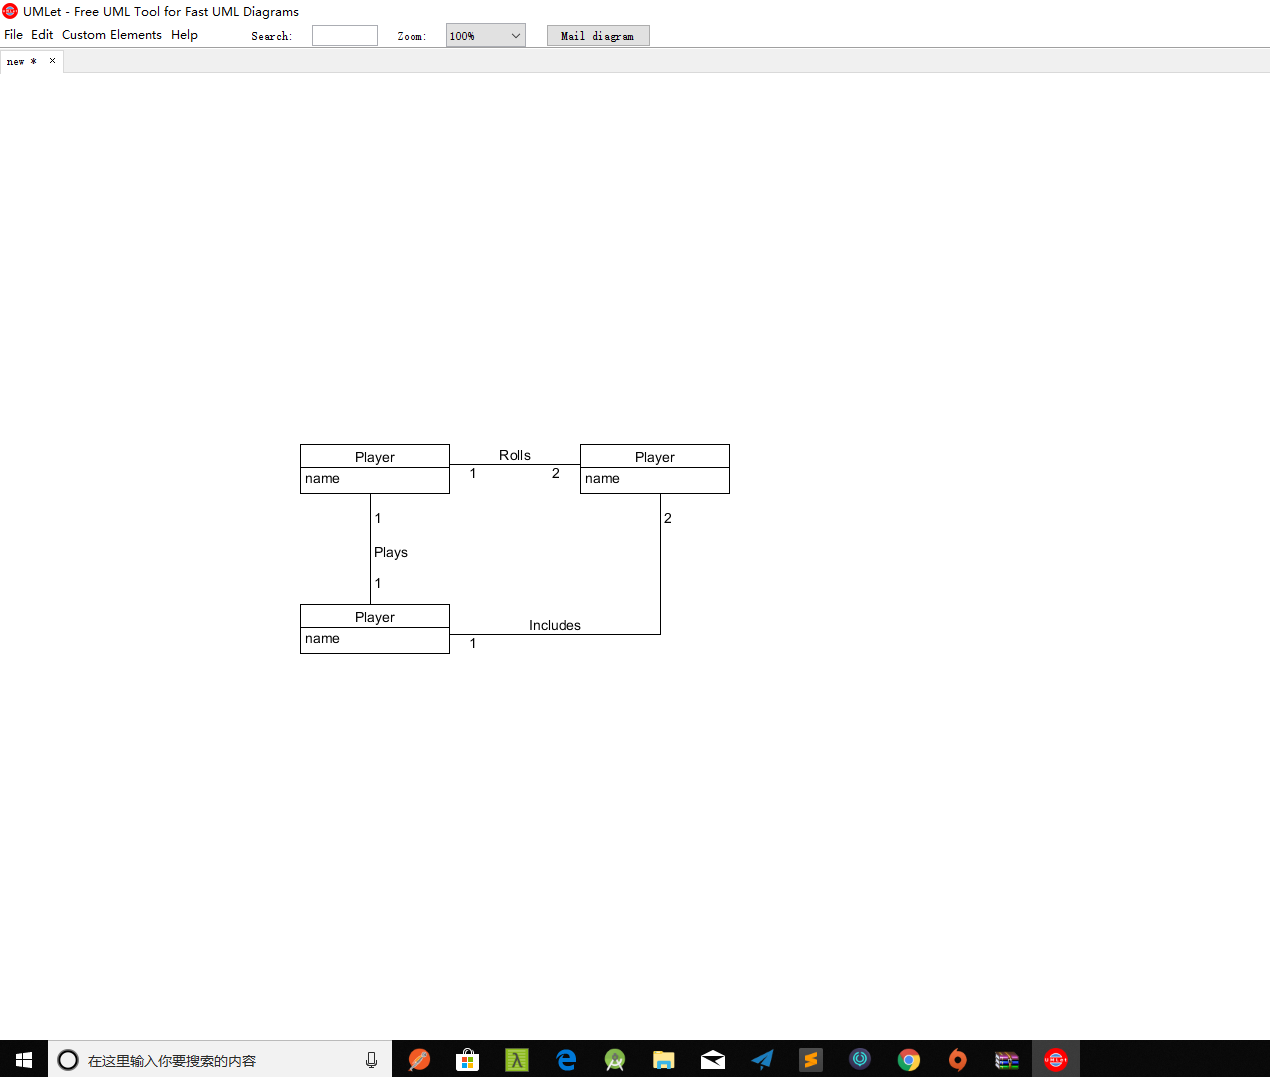 UMLet - Free UML Tool for Fast UML Diagrams
File Edit Custom Elements Help Search: Zoom: 100% Mail diagram
new * ×
Player Rolls Player
name 1 2 name
1 2
Plays
1
Player Includes
name 1
在这里输入你要搜索的内容